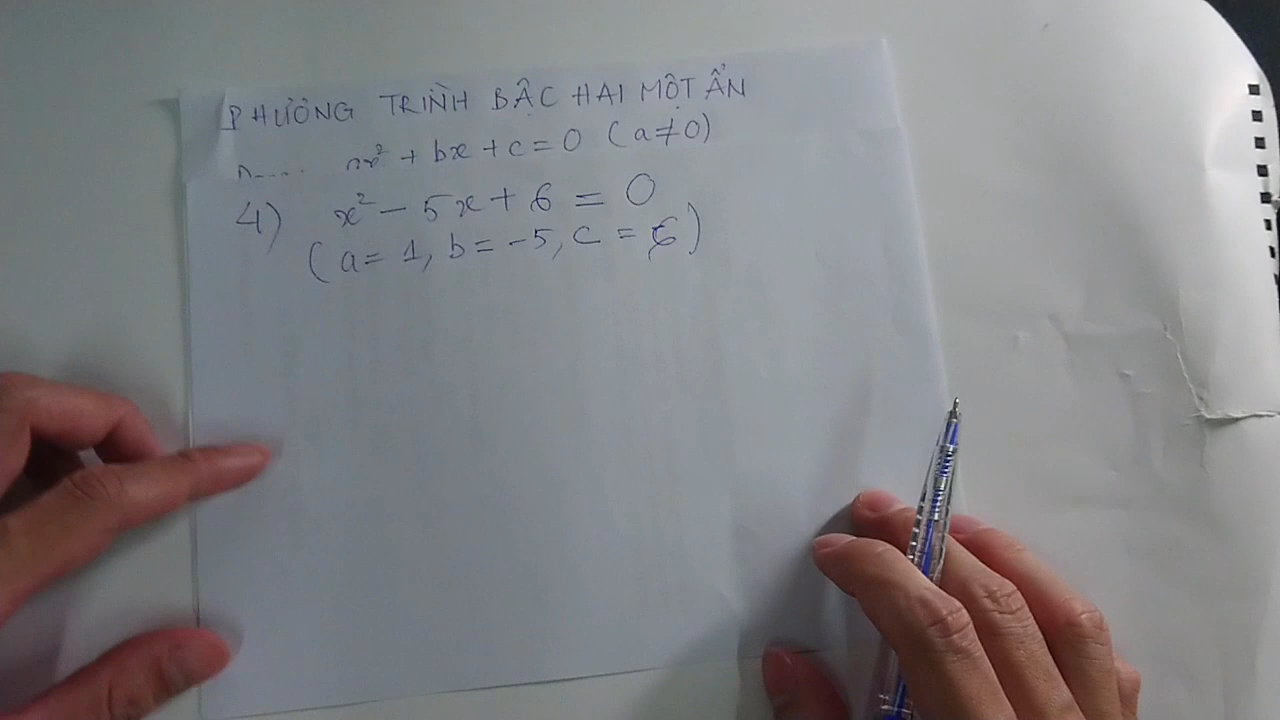 PHƯƠNG TRÌNH BẬC HAI MỘT ẨN
ax² + bx + c = 0 (a ≠ 0)
4) x² - 5x + 6 = 0
(a = 1, b = -5, c = 6)